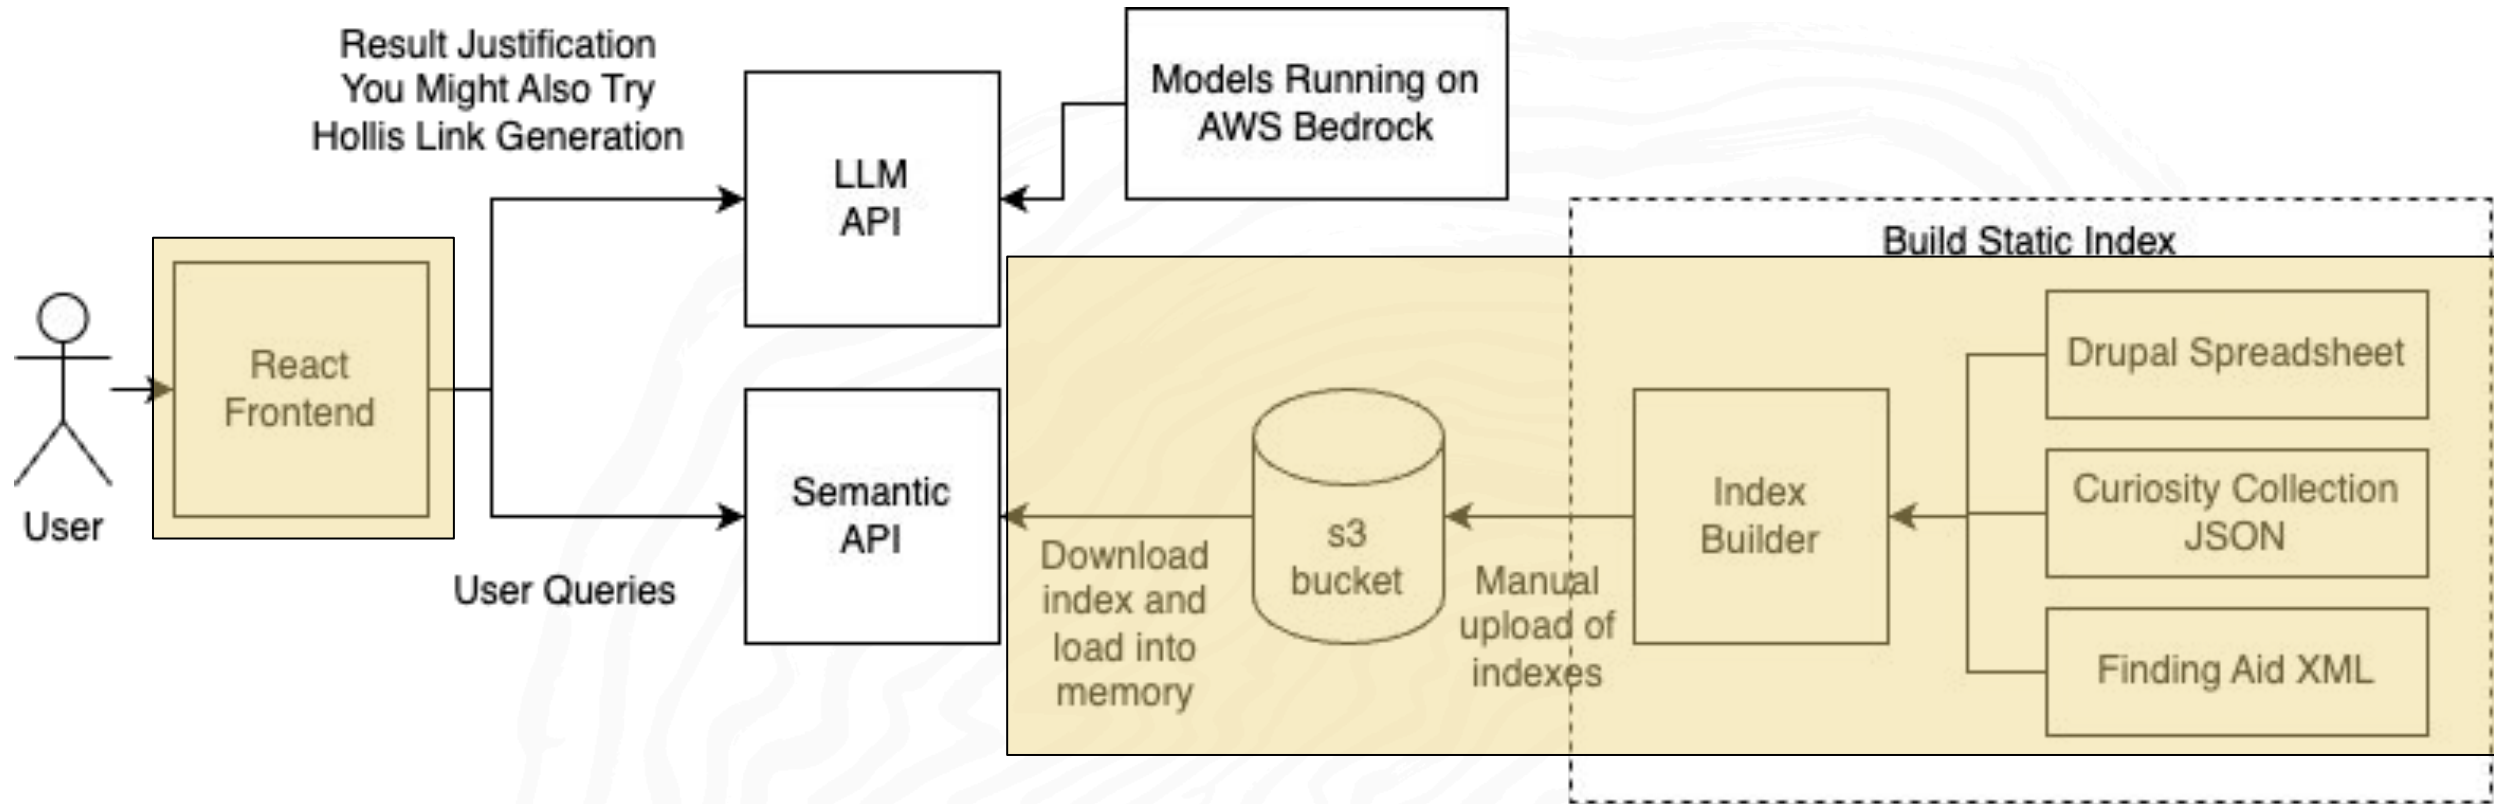 Result Justification
You Might Also Try
Hollis Link Generation
LLM
API
Models Running on
AWS Bedrock
Build Static Index
React
Frontend
User
User Queries
Semantic
API
Download
index and
load into
memory
s3
bucket
Manual
upload of
indexes
Index
Builder
Drupal Spreadsheet
Curiosity Collection
JSON
Finding Aid XML